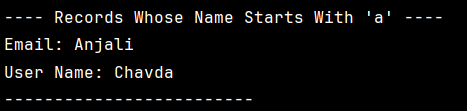 ---- Records Whose Name Starts With 'a' ----
Email: Anjali
User Name: Chavda
-------------------------